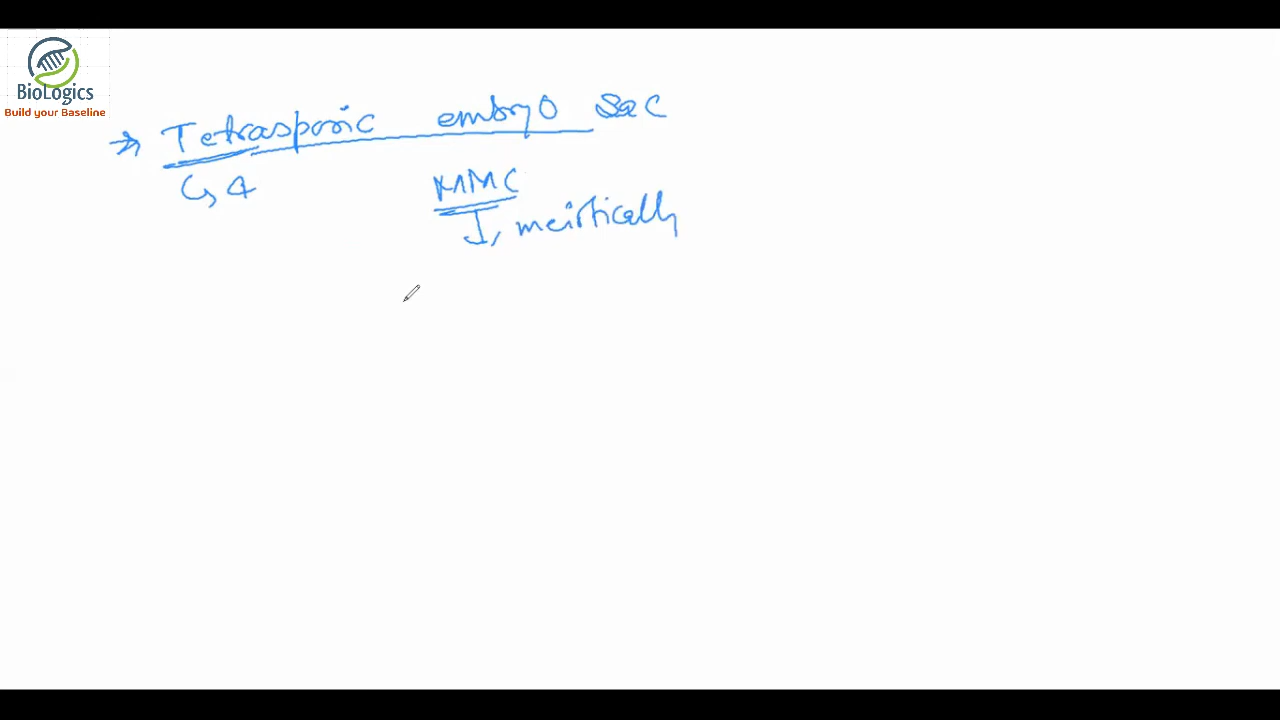 BioLogics
Build your Baseline
Tetrasporic embryo sac
↳ 4
MMC
meiotically